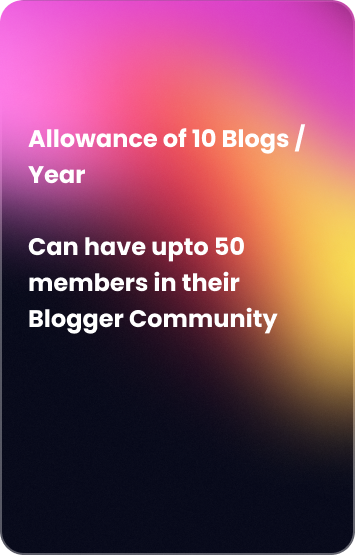 Allowance of 10 Blogs /
Year
Can have upto 50
members in their
Blogger Community